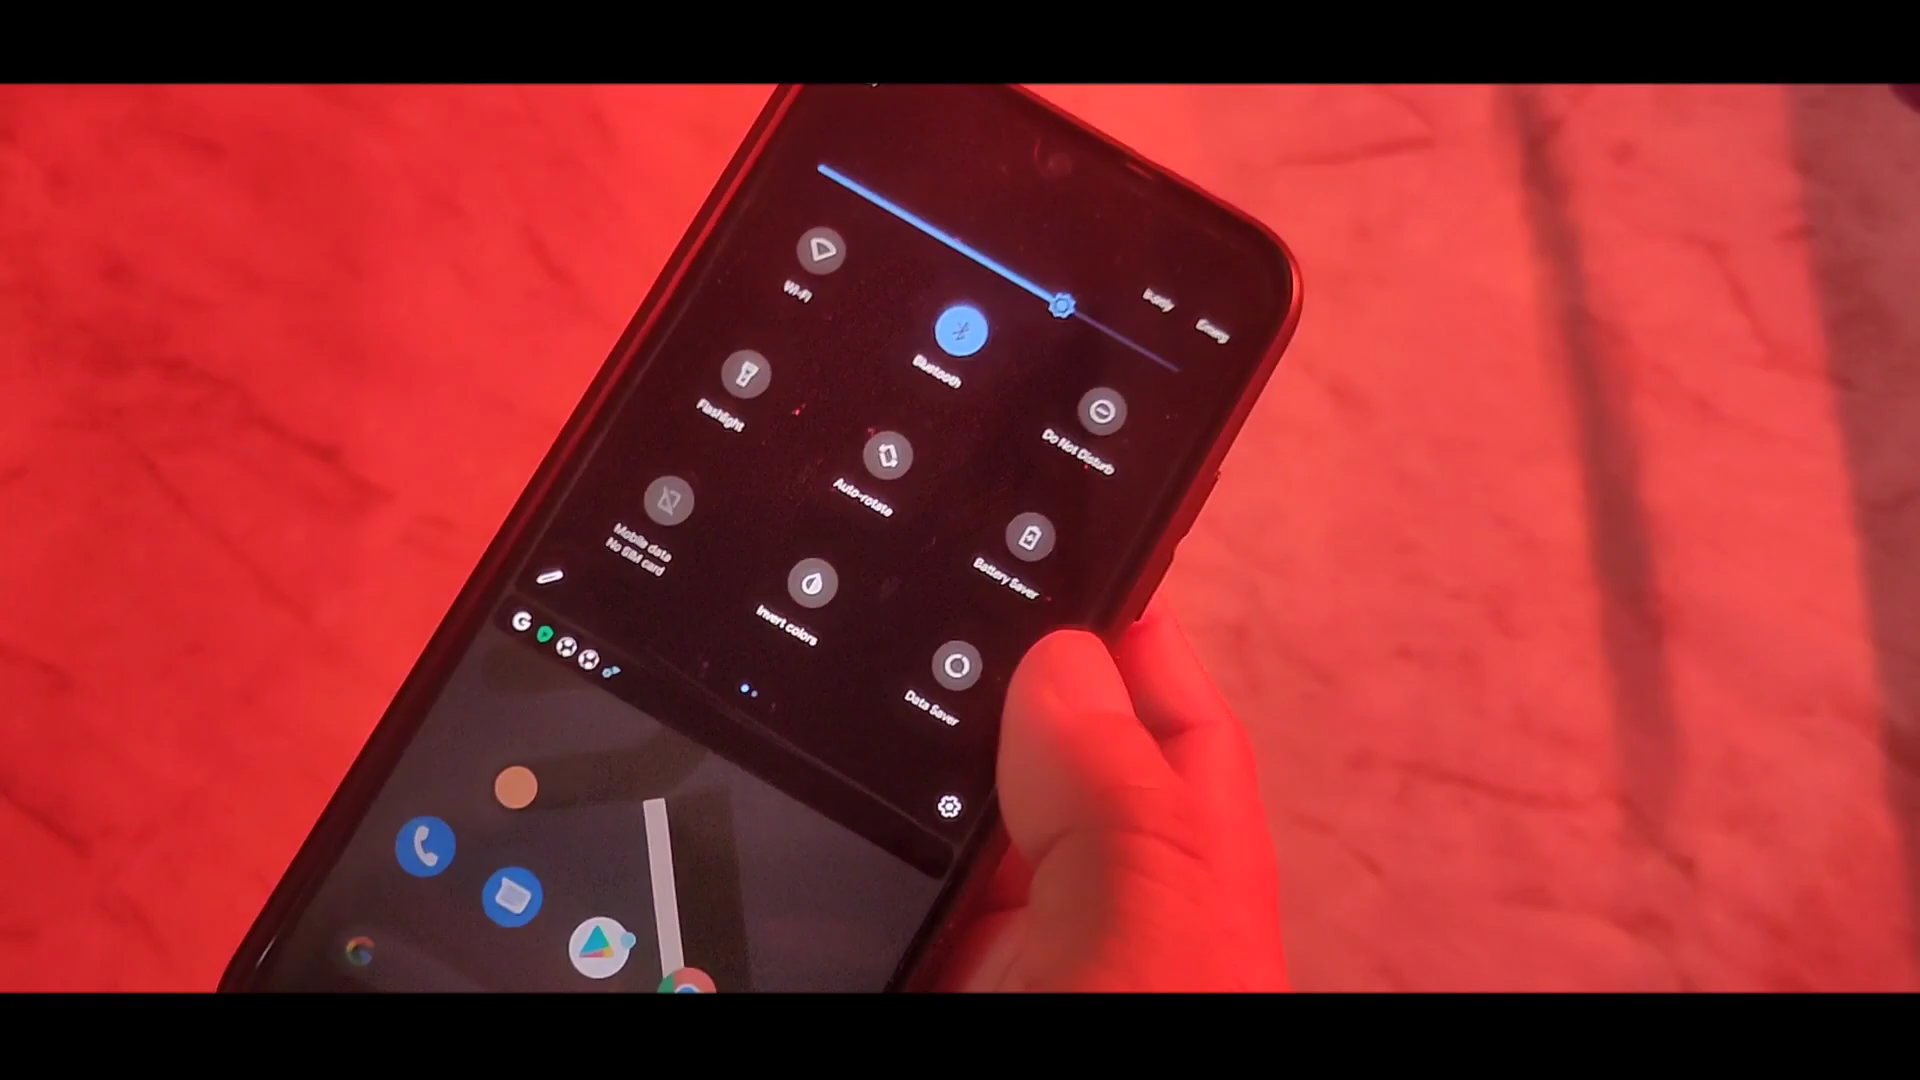 Wi-Fi
Bluetooth
Do Not Disturb
Flashlight
Auto-rotate
Battery Saver
Mobile data
No SIM card
Invert colors
Data Saver